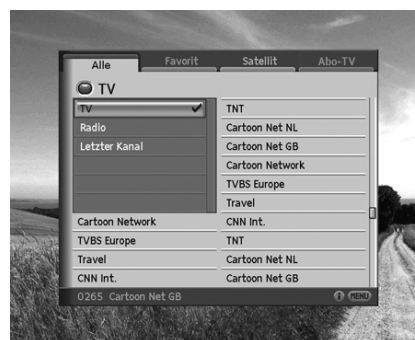 Alle Favorit Satellit Abo-TV
TV
TV TNT
Radio Cartoon Net NL
Letzter Kanal Cartoon Net GB
Cartoon Network
TVBS Europe
Travel
Cartoon Network CNN Int.
TVBS Europe TNT
Travel Cartoon Net NL
CNN Int. Cartoon Net GB
0265 Cartoon Net GB i MENU